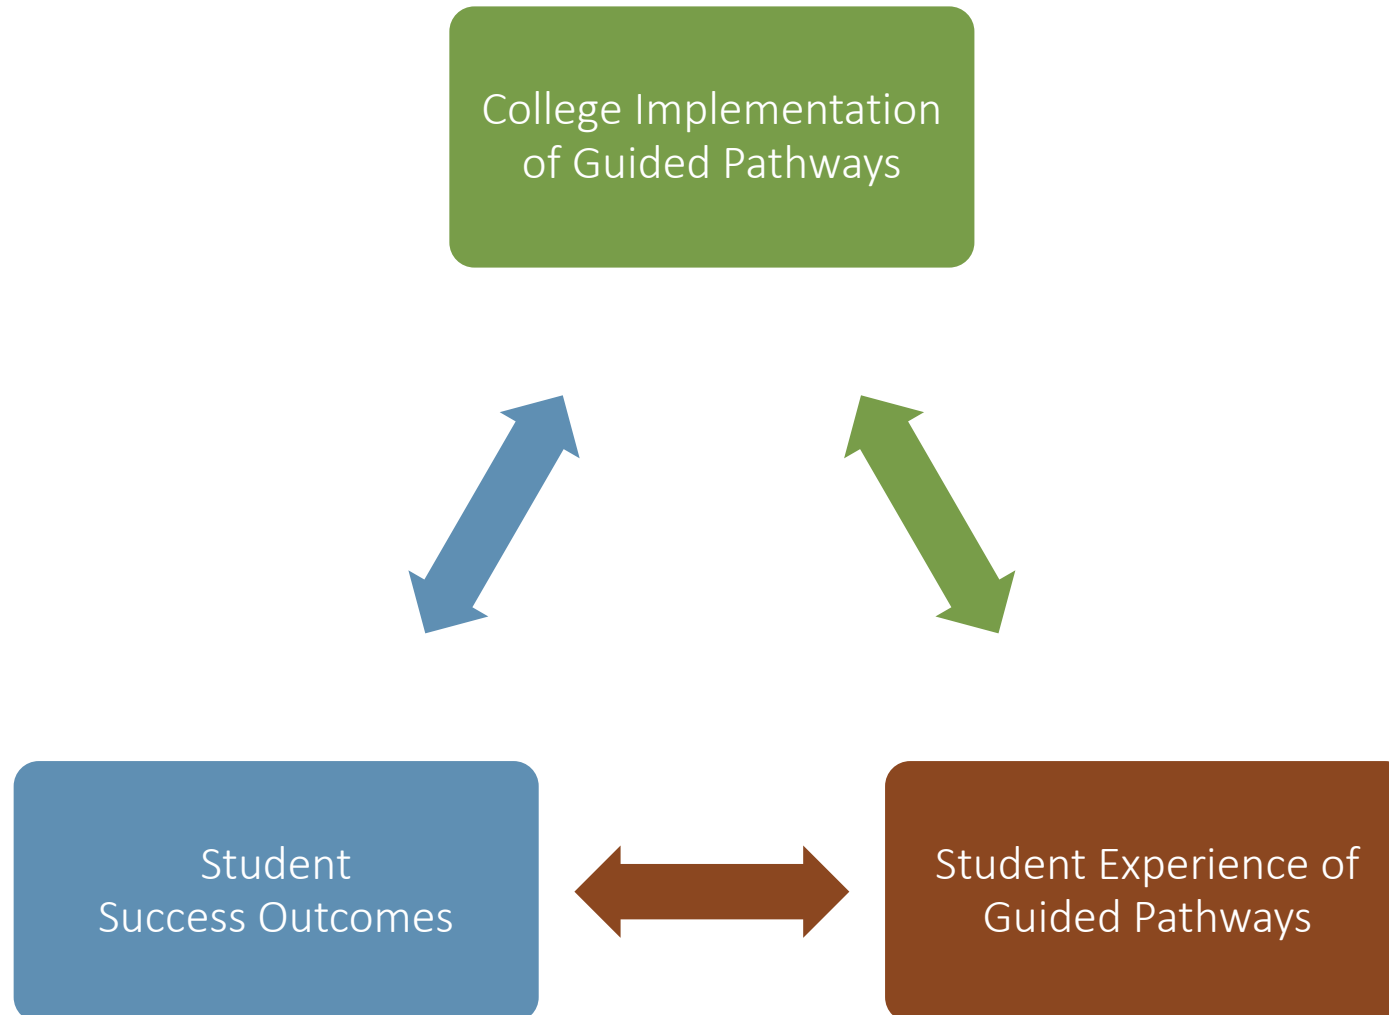 College Implementation
of Guided Pathways
Student
Success Outcomes
Student Experience of
Guided Pathways